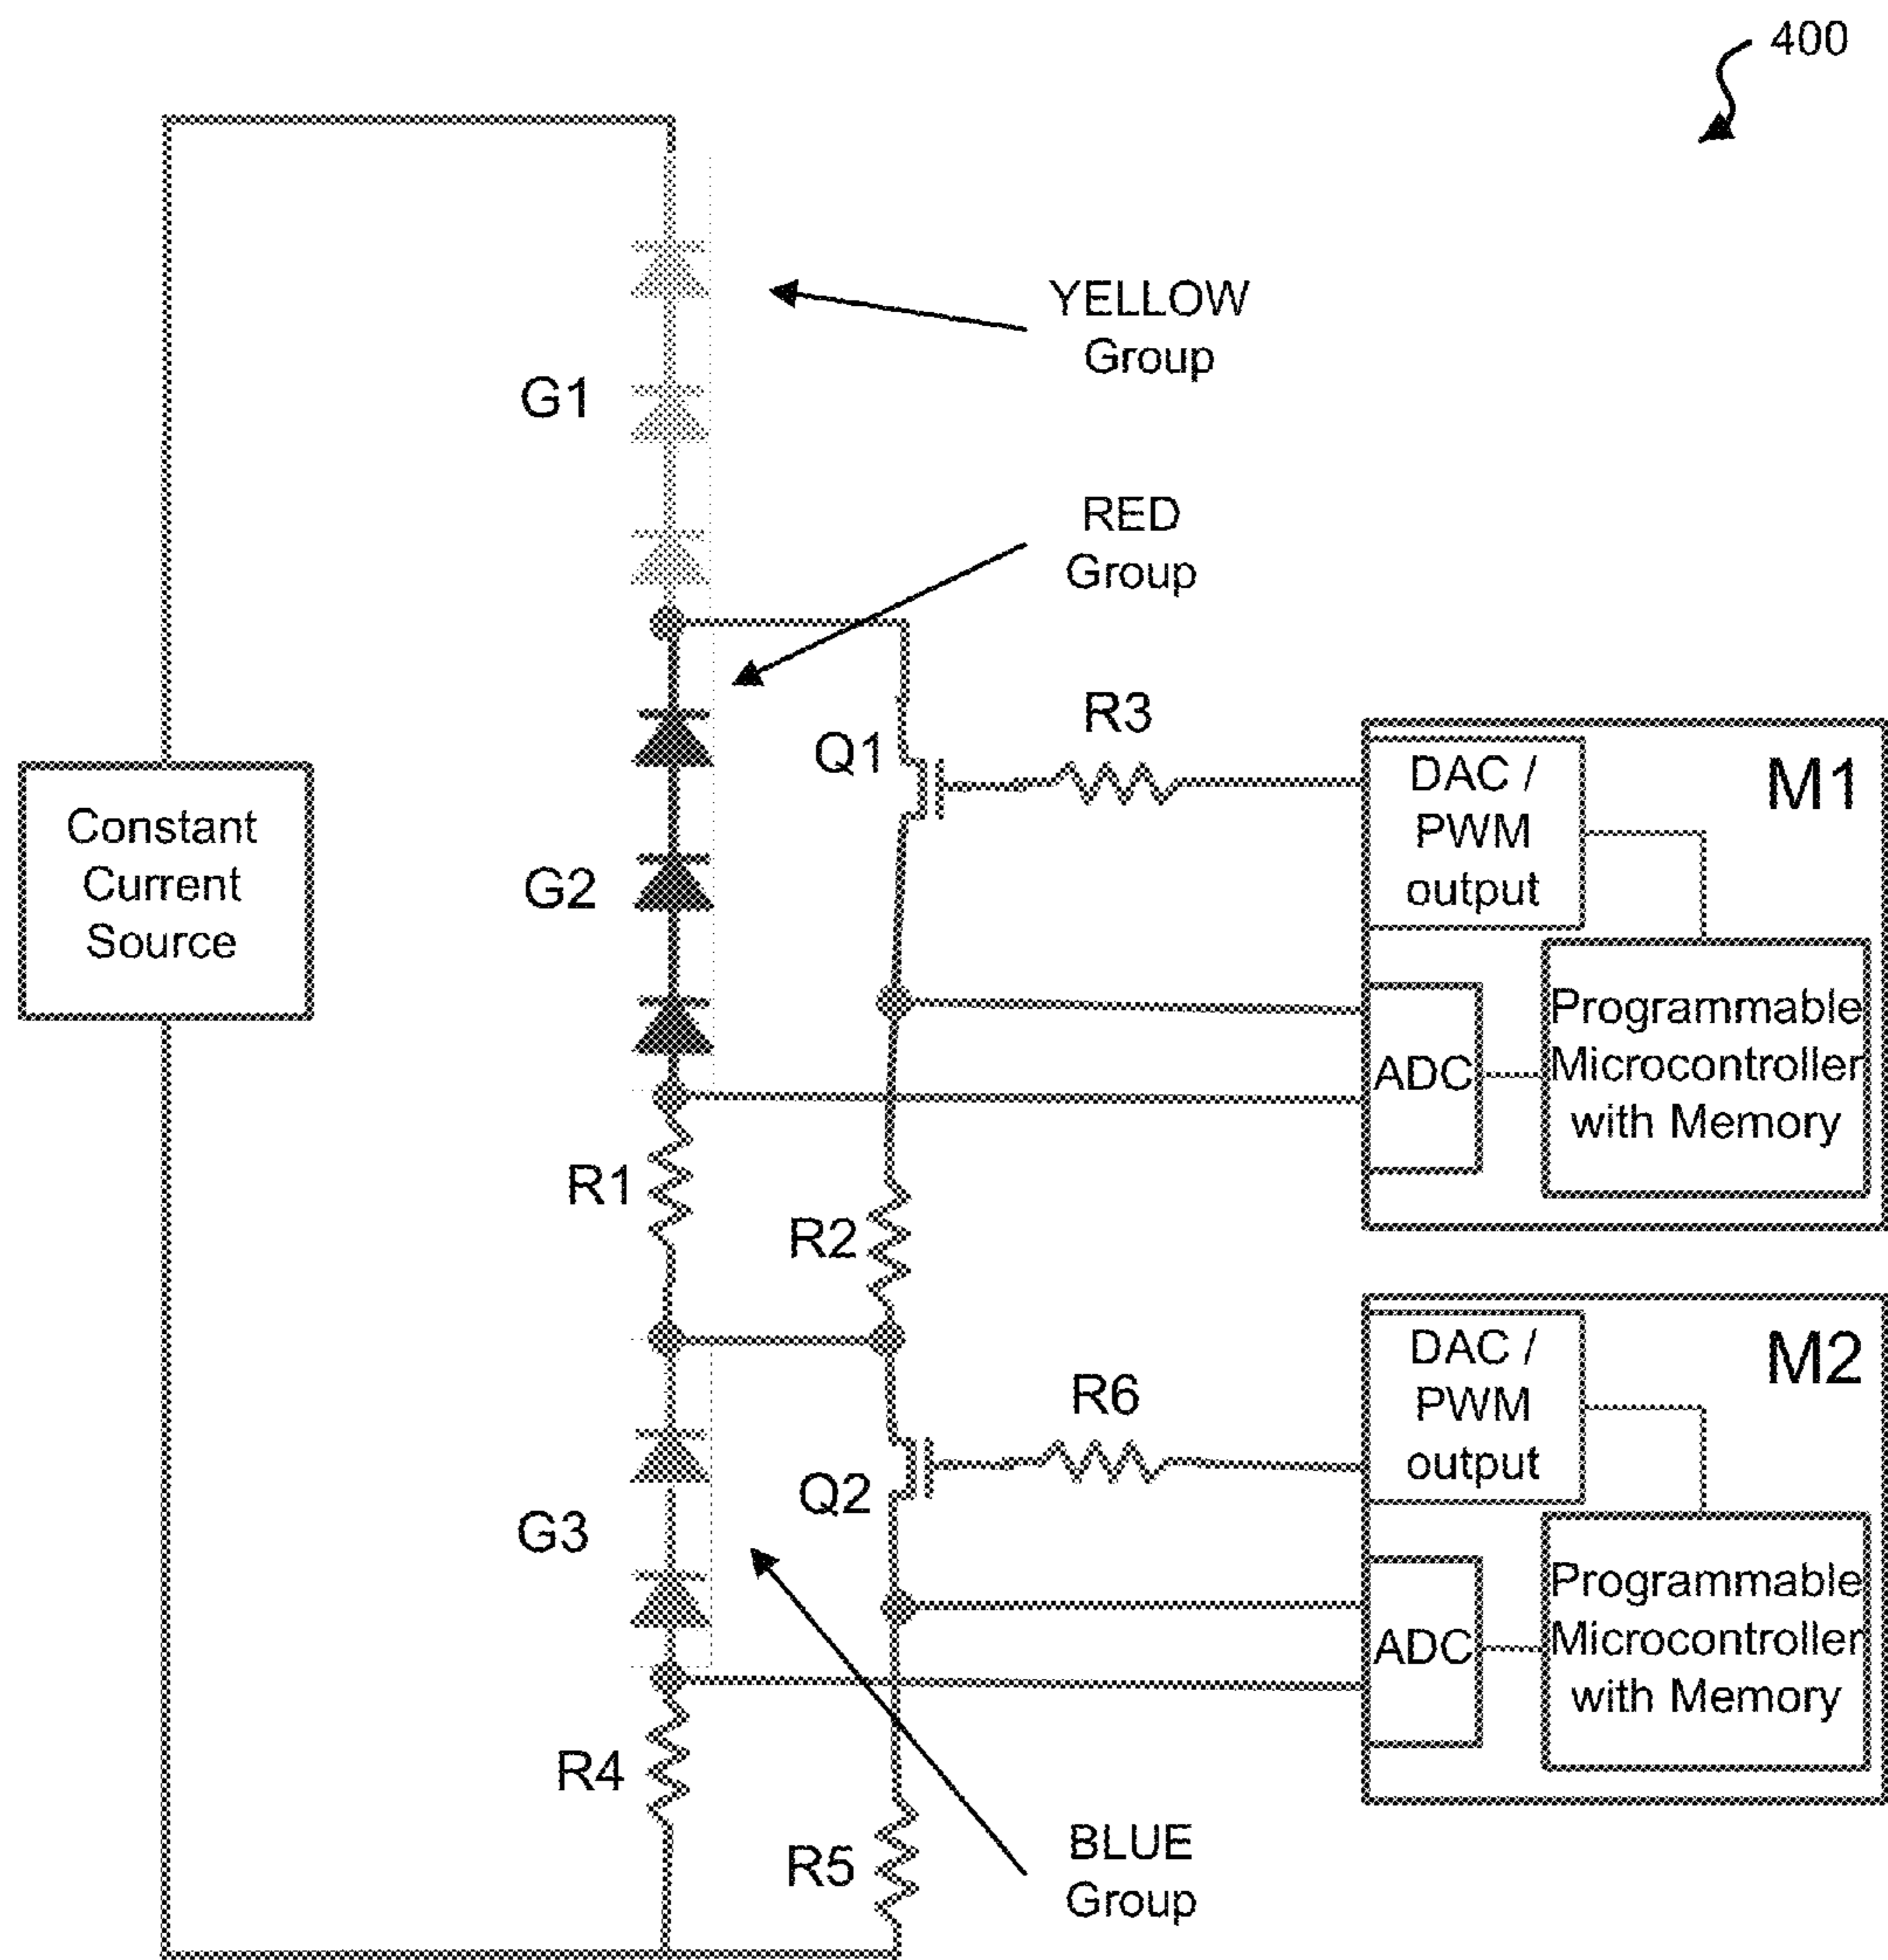 400
YELLOW
Group
G1
RED
Group
R3
Q1
DAC /
PWM
output
M1
Constant
Current
Source
G2
Programmable
Microcontroller
with Memory
ADC
R1
R2
DAC /
PWM
output
M2
R6
Q2
G3
Programmable
Microcontroller
with Memory
ADC
R4
R5
BLUE
Group